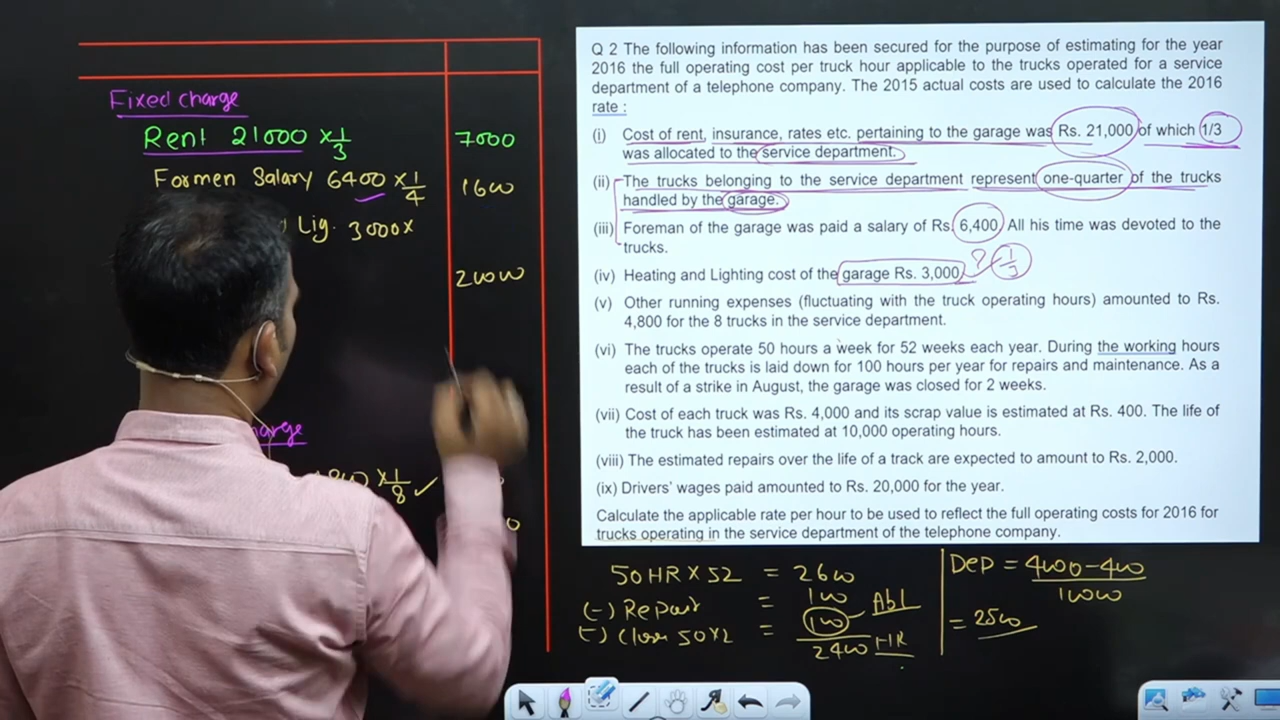 Fixed charge
Rent 21000 × 1/3 7000
Formen Salary 6400 × 1/4 1600
Lig. 3000×
20000
arge
× 1/8 ✓
Q 2 The following information has been secured for the purpose of estimating for the year
2016 the full operating cost per truck hour applicable to the trucks operated for a service
department of a telephone company. The 2015 actual costs are used to calculate the 2016
rate :
(i) Cost of rent, insurance, rates etc. pertaining to the garage was Rs. 21,000 of which 1/3
was allocated to the service department.
(ii) The trucks belonging to the service department represent one-quarter of the trucks
handled by the garage.
(iii) Foreman of the garage was paid a salary of Rs. 6,400 All his time was devoted to the
trucks.
(iv) Heating and Lighting cost of the garage Rs. 3,000 ? 1/3
(v) Other running expenses (fluctuating with the truck operating hours) amounted to Rs.
4,800 for the 8 trucks in the service department.
(vi) The trucks operate 50 hours a week for 52 weeks each year. During the working hours
each of the trucks is laid down for 100 hours per year for repairs and maintenance. As a
result of a strike in August, the garage was closed for 2 weeks.
(vii) Cost of each truck was Rs. 4,000 and its scrap value is estimated at Rs. 400. The life of
the truck has been estimated at 10,000 operating hours.
(viii) The estimated repairs over the life of a track are expected to amount to Rs. 2,000.
(ix) Drivers' wages paid amounted to Rs. 20,000 for the year.
Calculate the applicable rate per hour to be used to reflect the full operating costs for 2016 for
trucks operating in the service department of the telephone company.
50HR × 52 = 2600
(-) Repair = 100
(-) Close 50×2 = 100 Abl
2400 HR
Dep = 4000-400
= 2500